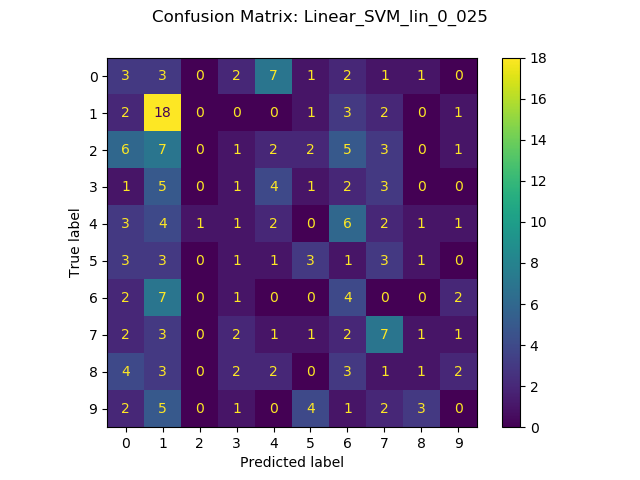 Confusion Matrix: Linear_SVM_lin_0_025
0 3 3 0 2 7 1 2 1 1 0
1 2 18 0 0 0 1 3 2 0 1
2 6 7 0 1 2 2 5 3 0 1
3 1 5 0 1 4 1 2 3 0 0
4 3 4 1 1 2 0 6 2 1 1
5 3 3 0 1 1 3 1 3 1 0
6 2 7 0 1 0 0 4 0 0 2
7 2 3 0 2 1 1 2 7 1 1
8 4 3 0 2 2 0 3 1 1 2
9 2 5 0 1 0 4 1 2 3 0
0 1 2 3 4 5 6 7 8 9
True label
Predicted label
18
16
14
12
10
8
6
4
2
0